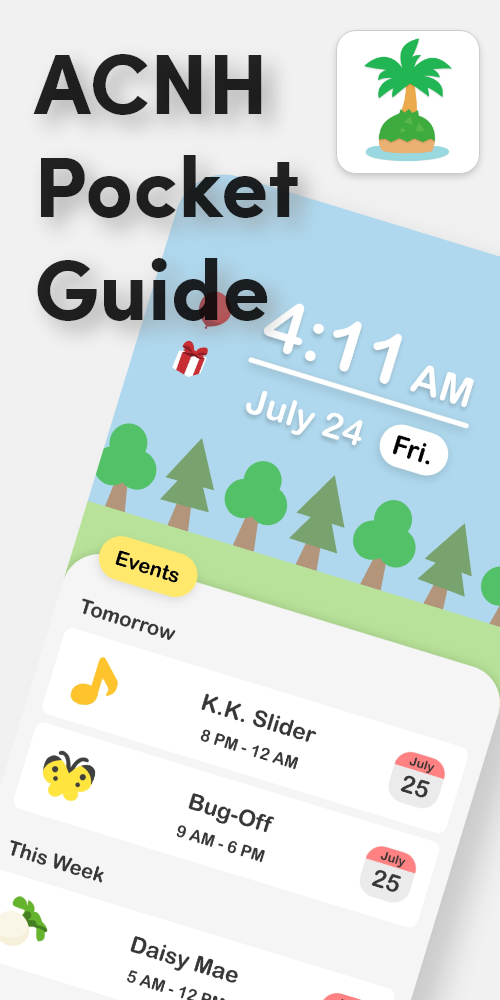 ACNH
Pocket
Guide
4:11 AM
July 24 Fri.
Events
Tomorrow
K.K. Slider
8 PM - 12 AM
July
25
Bug-Off
9 AM - 6 PM
July
25
This Week
Daisy Mae
5 AM - 12 PM